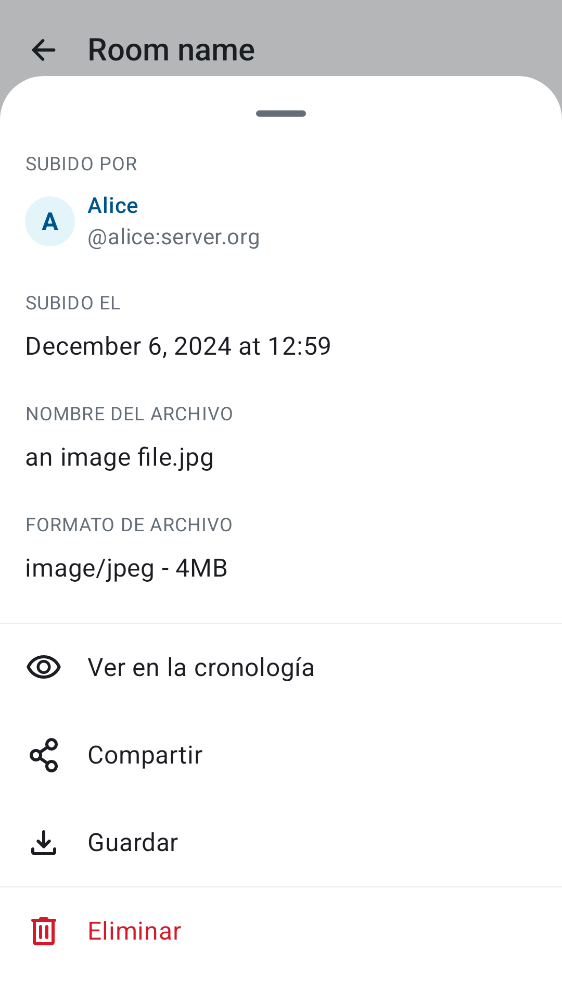 Room name
SUBIDO POR
A
Alice
@alice:server.org
SUBIDO EL
December 6, 2024 at 12:59
NOMBRE DEL ARCHIVO
an image file.jpg
FORMATO DE ARCHIVO
image/jpeg - 4MB
Ver en la cronología
Compartir
Guardar
Eliminar